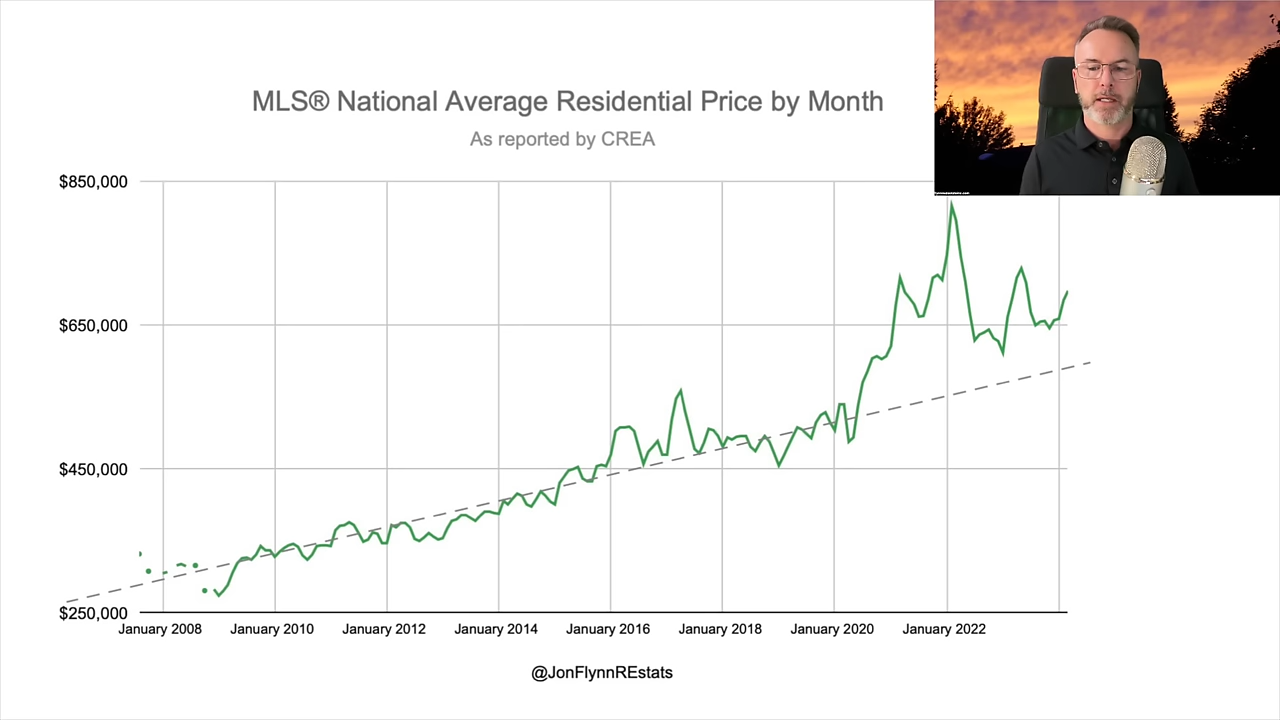 MLS® National Average Residential Price by Month
As reported by CREA
$850,000
$650,000
$450,000
$250,000
January 2008 January 2010 January 2012 January 2014 January 2016 January 2018 January 2020 January 2022
@JonFlynnREstats